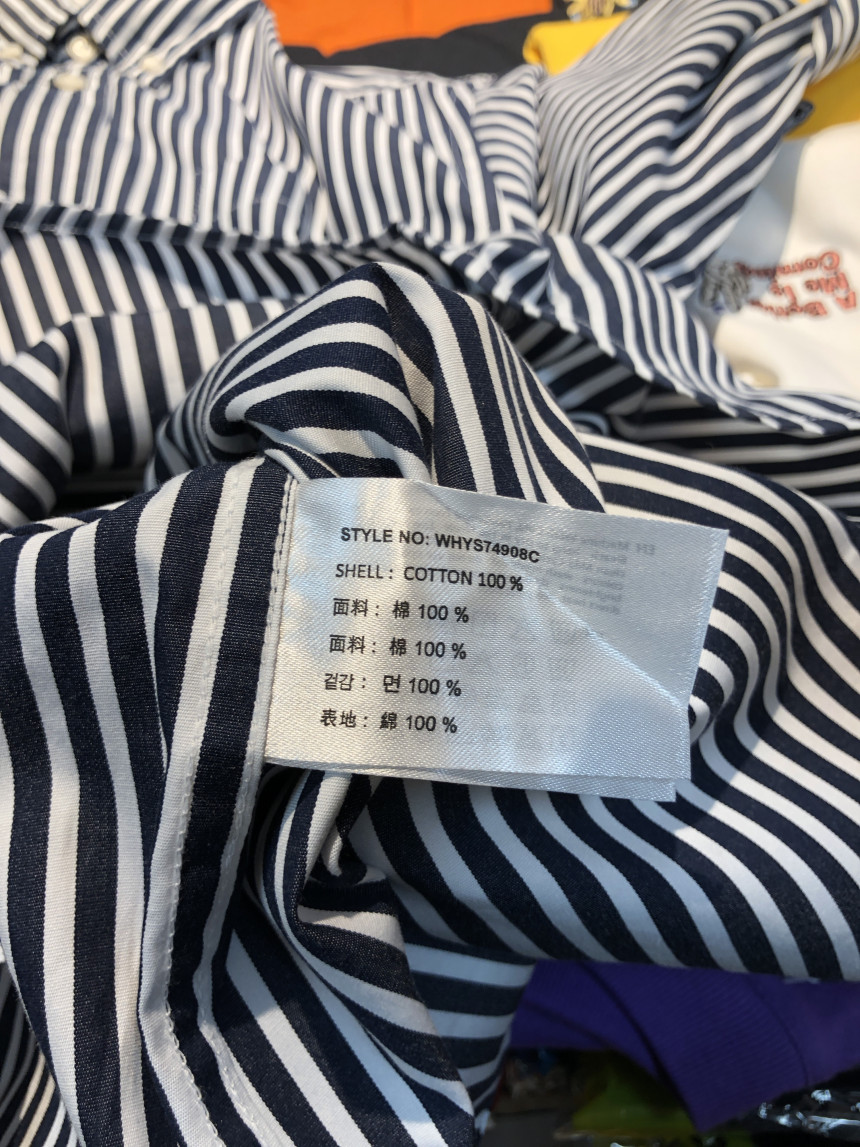 STYLE NO: WHYS74908C
SHELL: COTTON 100 %
面料: 棉 100 %
面料: 棉 100 %
겉감: 면 100 %
表地: 綿 100 %